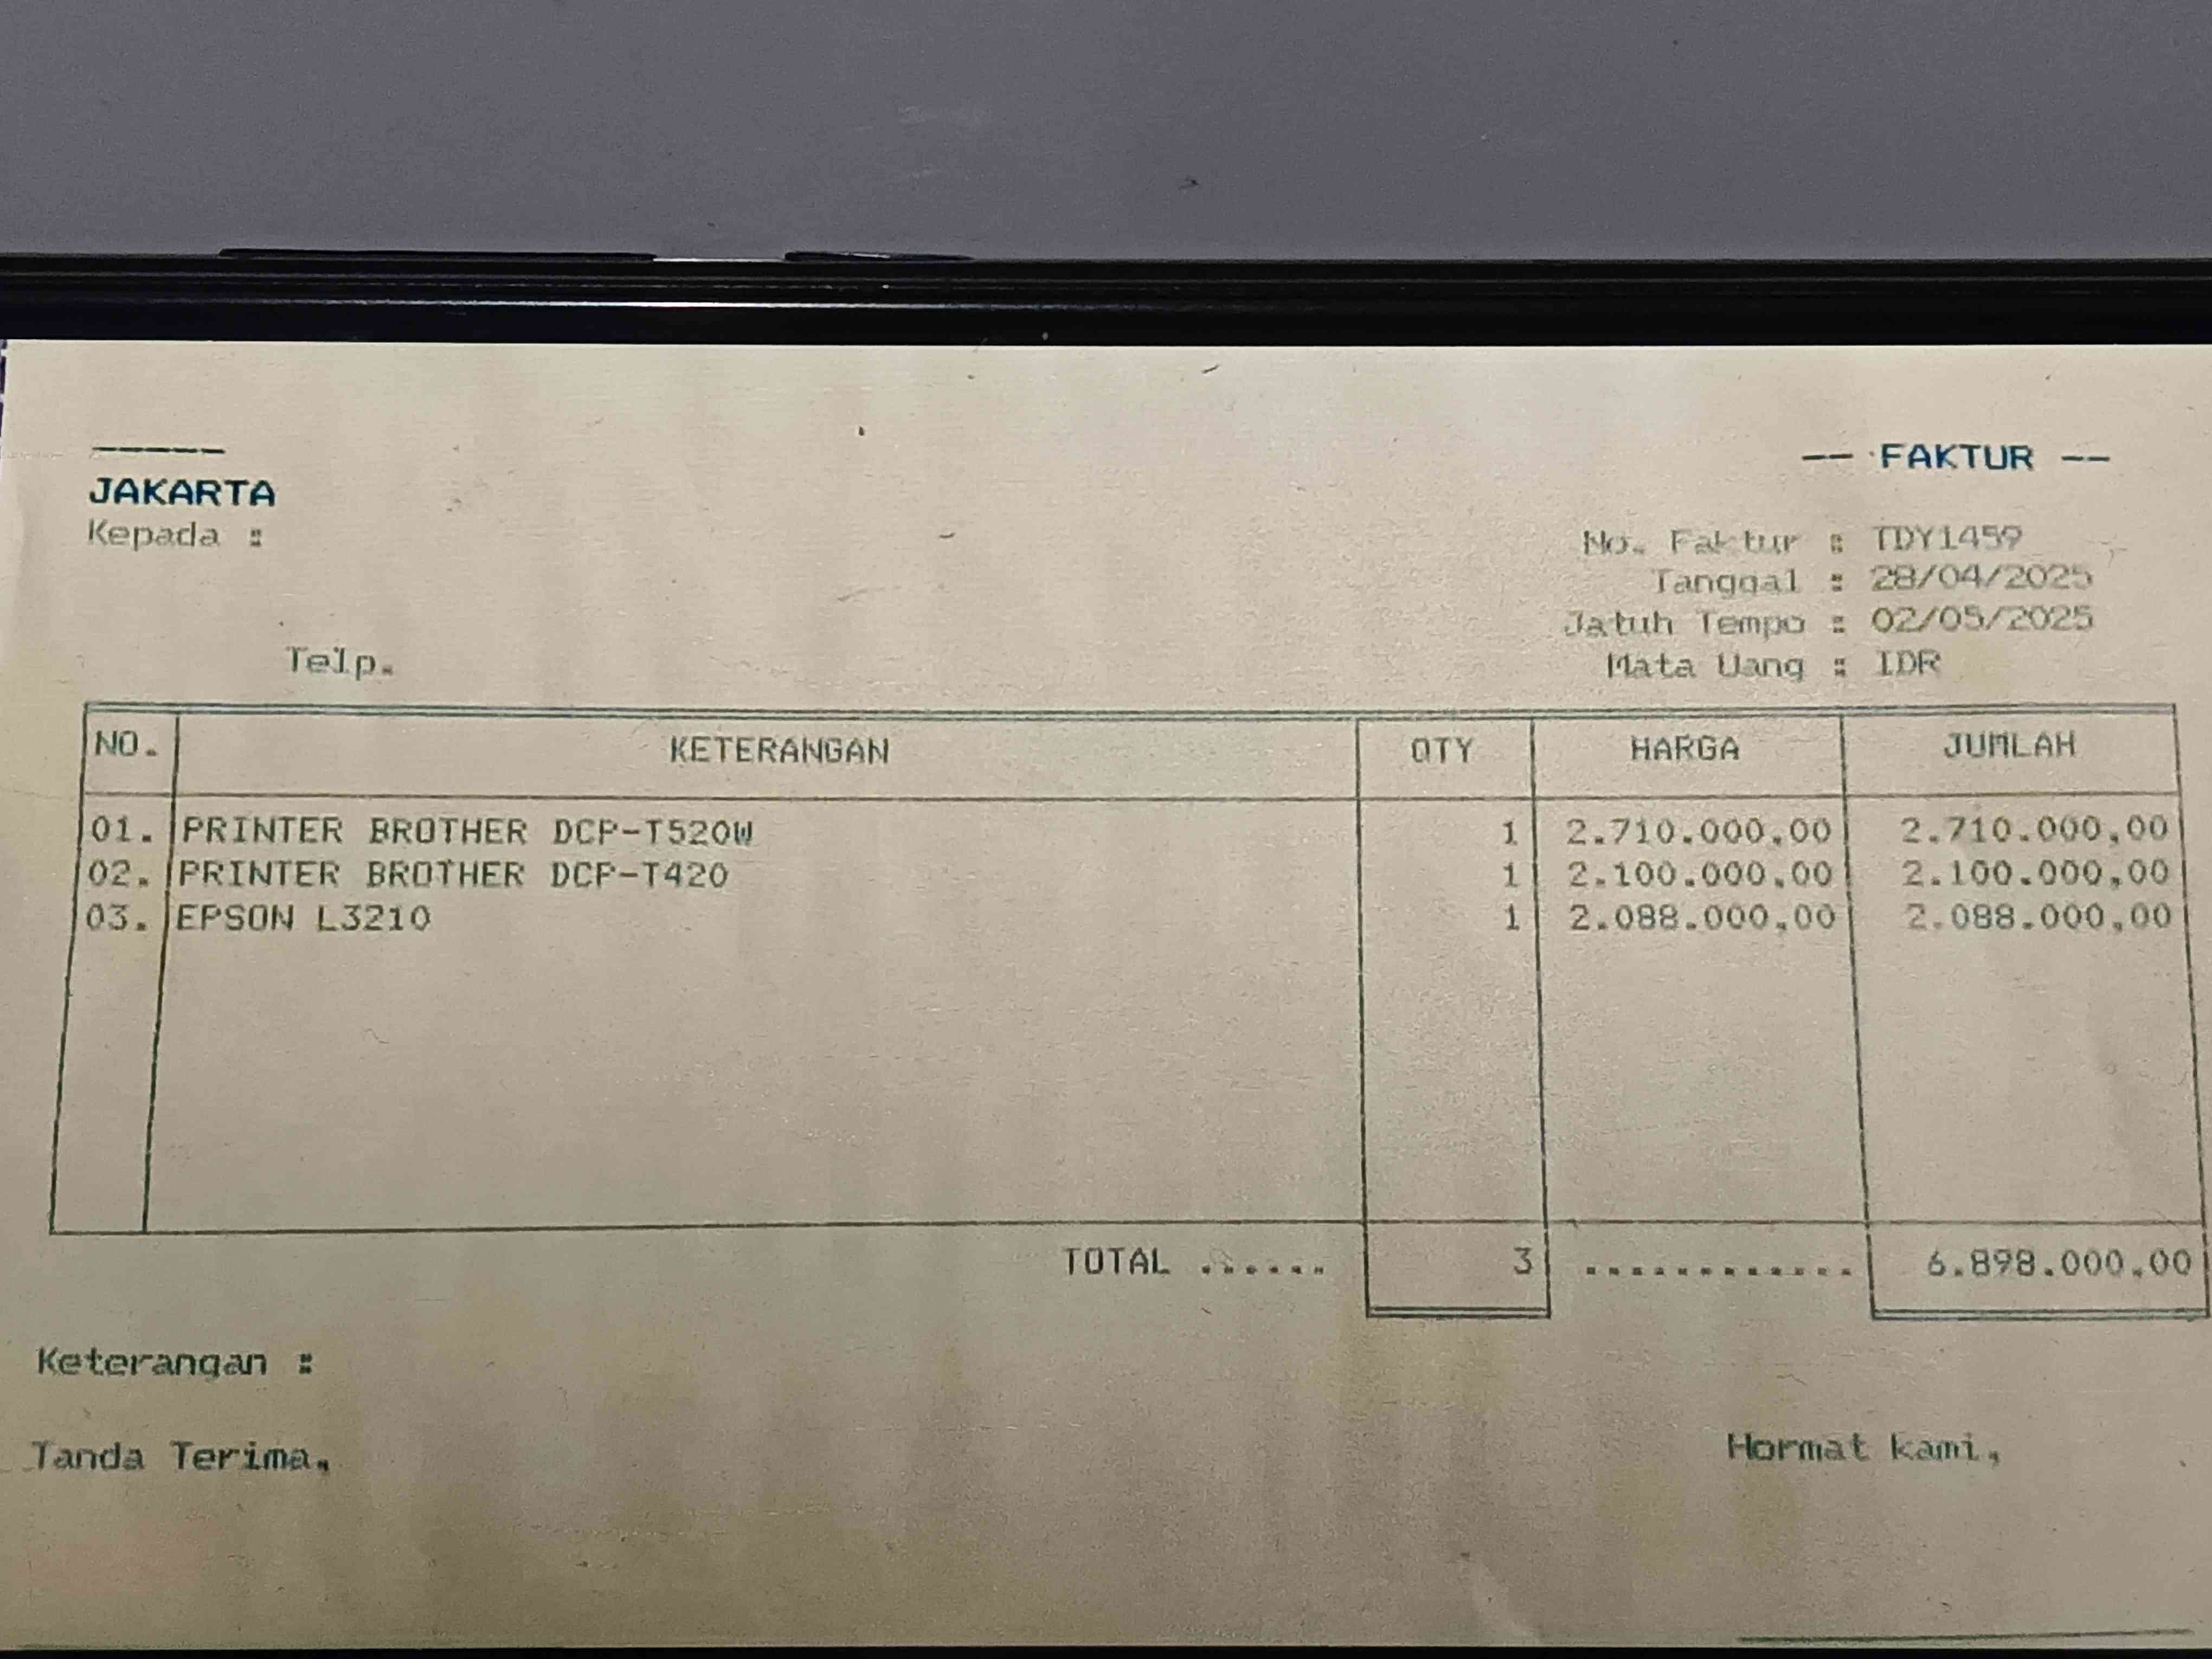 -----
JAKARTA
-- FAKTUR --
Kepada :
No. Faktur : TDY1459
Tanggal : 28/04/2025
Jatuh Tempo : 02/05/2025
Telp.
Mata Uang : IDR
NO. KETERANGAN QTY HARGA JUMLAH
01. PRINTER BROTHER DCP-T520W 1 2.710.000,00 2.710.000,00
02. PRINTER BROTHER DCP-T420 1 2.100.000,00 2.100.000,00
03. EPSON L3210 1 2.088.000,00 2.088.000,00
TOTAL ...... 3 ............ 6.898.000,00
Keterangan :
Tanda Terima,
Hormat kami,